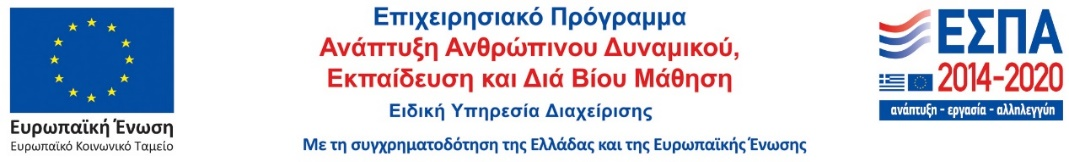 Ευρωπαϊκή Ένωση
Ευρωπαϊκό Κοινωνικό Ταμείο
Επιχειρησιακό Πρόγραμμα
Ανάπτυξη Ανθρώπινου Δυναμικού,
Εκπαίδευση και Διά Βίου Μάθηση
Ειδική Υπηρεσία Διαχείρισης
Με τη συγχρηματοδότηση της Ελλάδας και της Ευρωπαϊκής Ένωσης
ΕΣΠΑ
2014-2020
ανάπτυξη - εργασία - αλληλεγγύη